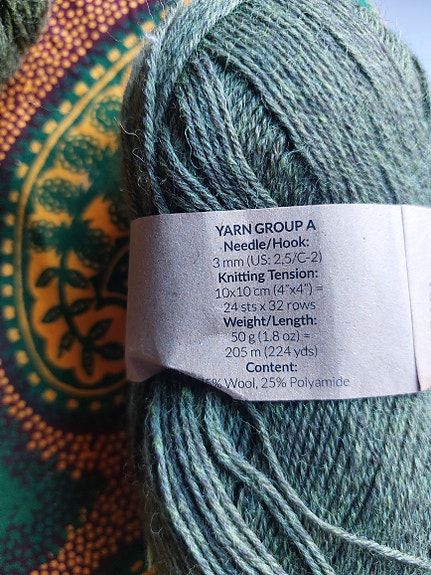 YARN GROUP A
Needle/Hook:
3 mm (US: 2,5/C-2)
Knitting Tension:
10x10 cm (4"x4") =
24 sts x 32 rows
Weight/Length:
50 g (1.8 oz) =
205 m (224 yds)
Content:
5% Wool, 25% Polyamide